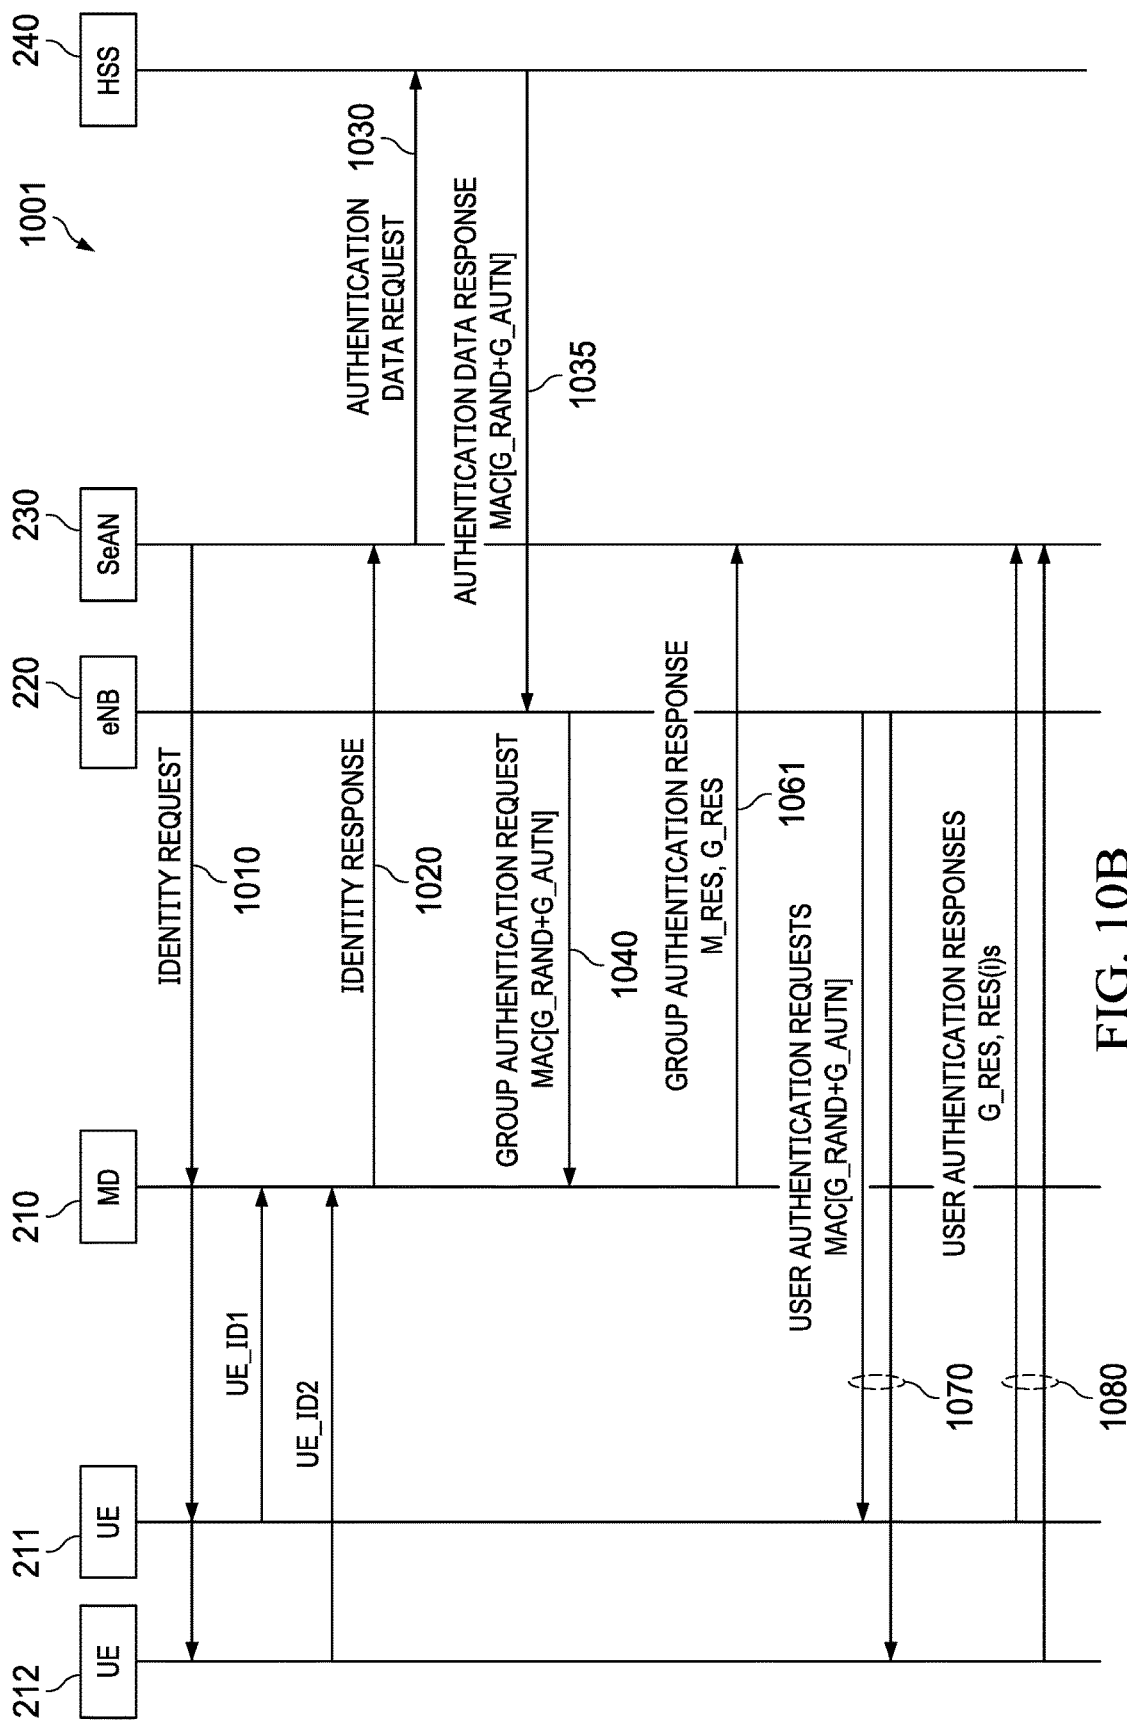 1001
212
211
210
220
230
240
UE
UE
MD
eNB
SeAN
HSS
IDENTITY REQUEST
1010
UE_ID1
UE_ID2
IDENTITY RESPONSE
1020
AUTHENTICATION
DATA REQUEST
1030
AUTHENTICATION DATA RESPONSE
MAC[G_RAND+G_AUTN]
1035
GROUP AUTHENTICATION REQUEST
MAC[G_RAND+G_AUTN]
1040
GROUP AUTHENTICATION RESPONSE
M_RES, G_RES
1061
USER AUTHENTICATION REQUESTS
MAC[G_RAND+G_AUTN]
1070
USER AUTHENTICATION RESPONSES
G_RES, RES(i)s
1080
FIG. 10B